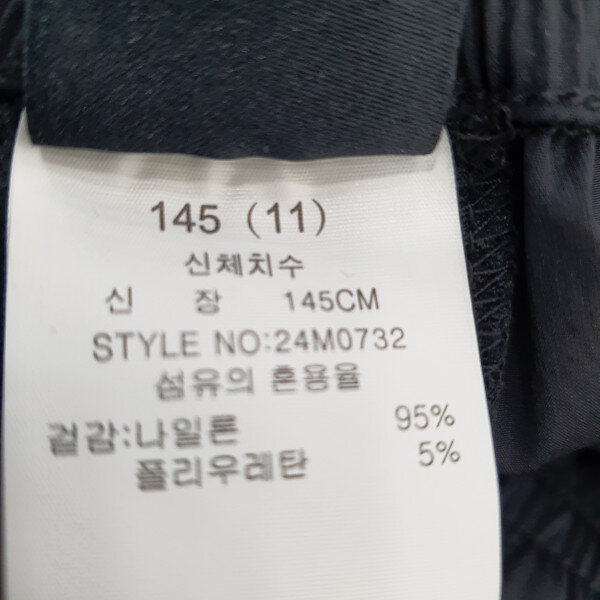 145 (11)
신체치수
신 장 145CM
STYLE NO:24M0732
섬유의 혼용율
겉감:나일론 95%
폴리우레탄 5%